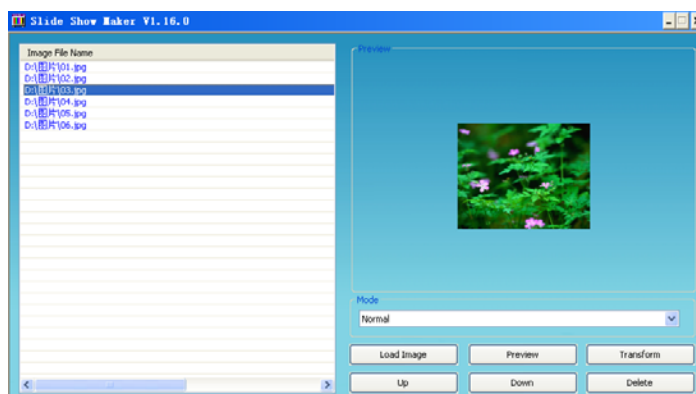 Slide Show Maker V1.16.0
Image File Name
D:\图片\01.jpg
D:\图片\02.jpg
D:\图片\03.jpg
D:\图片\04.jpg
D:\图片\05.jpg
D:\图片\06.jpg
Preview
Mode
Normal
Load Image
Preview
Transform
Up
Down
Delete